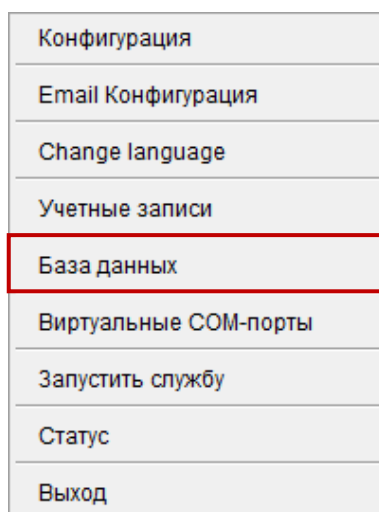 Конфигурация
Email Конфигурация
Change language
Учетные записи
База данных
Виртуальные COM-порты
Запустить службу
Статус
Выход